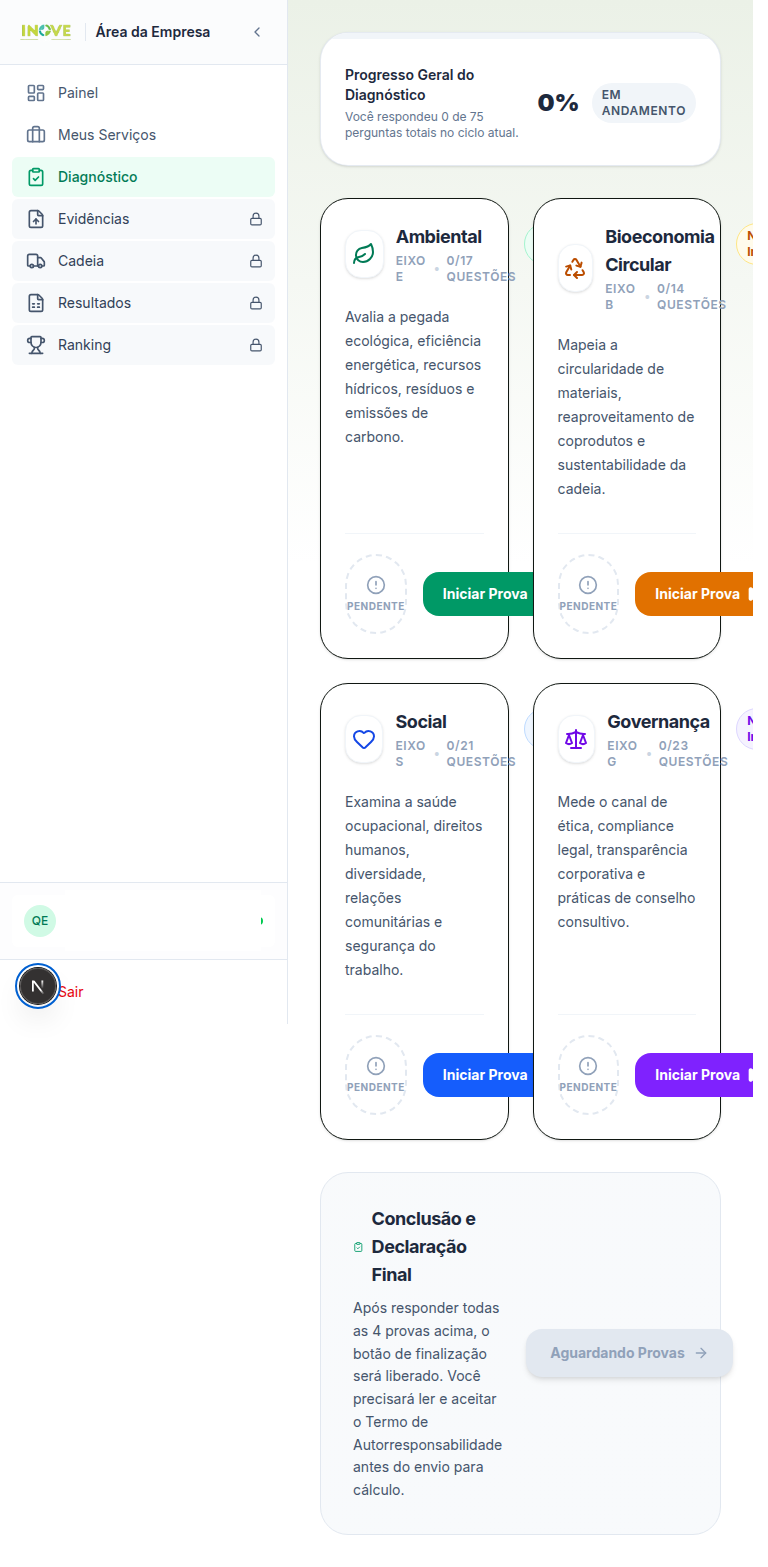 INOVE
Área da Empresa
Painel
Meus Serviços
Diagnóstico
Evidências
Cadeia
Resultados
Ranking
QE
N
Sair
Progresso Geral do
Diagnóstico
Você respondeu 0 de 75
perguntas totais no ciclo atual.
0%
EM
ANDAMENTO
Ambiental
EIXO
E
0/17
QUESTÕES
Avalia a pegada
ecológica, eficiência
energética, recursos
hídricos, resíduos e
emissões de
carbono.
PENDENTE
Iniciar Prova
Bioeconomia
Circular
EIXO
B
0/14
QUESTÕES
Mapeia a
circularidade de
materiais,
reaproveitamento de
coprodutos e
sustentabilidade da
cadeia.
PENDENTE
Iniciar Prova
Social
EIXO
S
0/21
QUESTÕES
Examina a saúde
ocupacional, direitos
humanos,
diversidade,
relações
comunitárias e
segurança do
trabalho.
PENDENTE
Iniciar Prova
Governança
EIXO
G
0/23
QUESTÕES
Mede o canal de
ética, compliance
legal, transparência
corporativa e
práticas de conselho
consultivo.
PENDENTE
Iniciar Prova
Conclusão e
Declaração
Final
Após responder todas
as 4 provas acima, o
botão de finalização
será liberado. Você
precisará ler e aceitar
o Termo de
Autorresponsabilidade
antes do envio para
cálculo.
Aguardando Provas